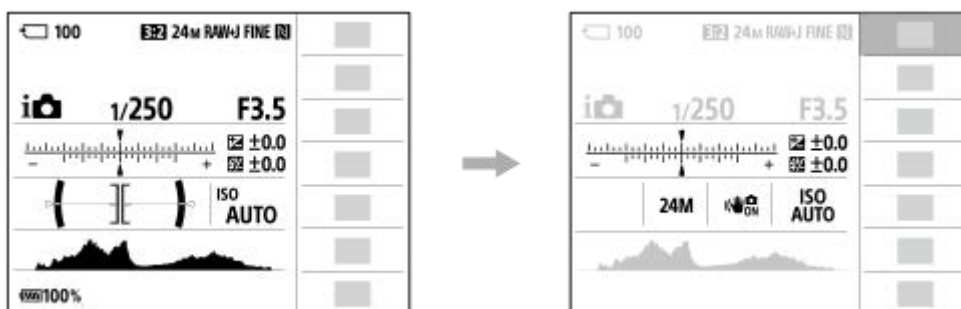 100 3:2 24M RAW+J FINE N
i 1/250 F3.5
- + ±0.0
±0.0
ISO
AUTO
100%
100 3:2 24M RAW+J FINE N
i 1/250 F3.5
- + ±0.0
±0.0
24M ON ISO
AUTO